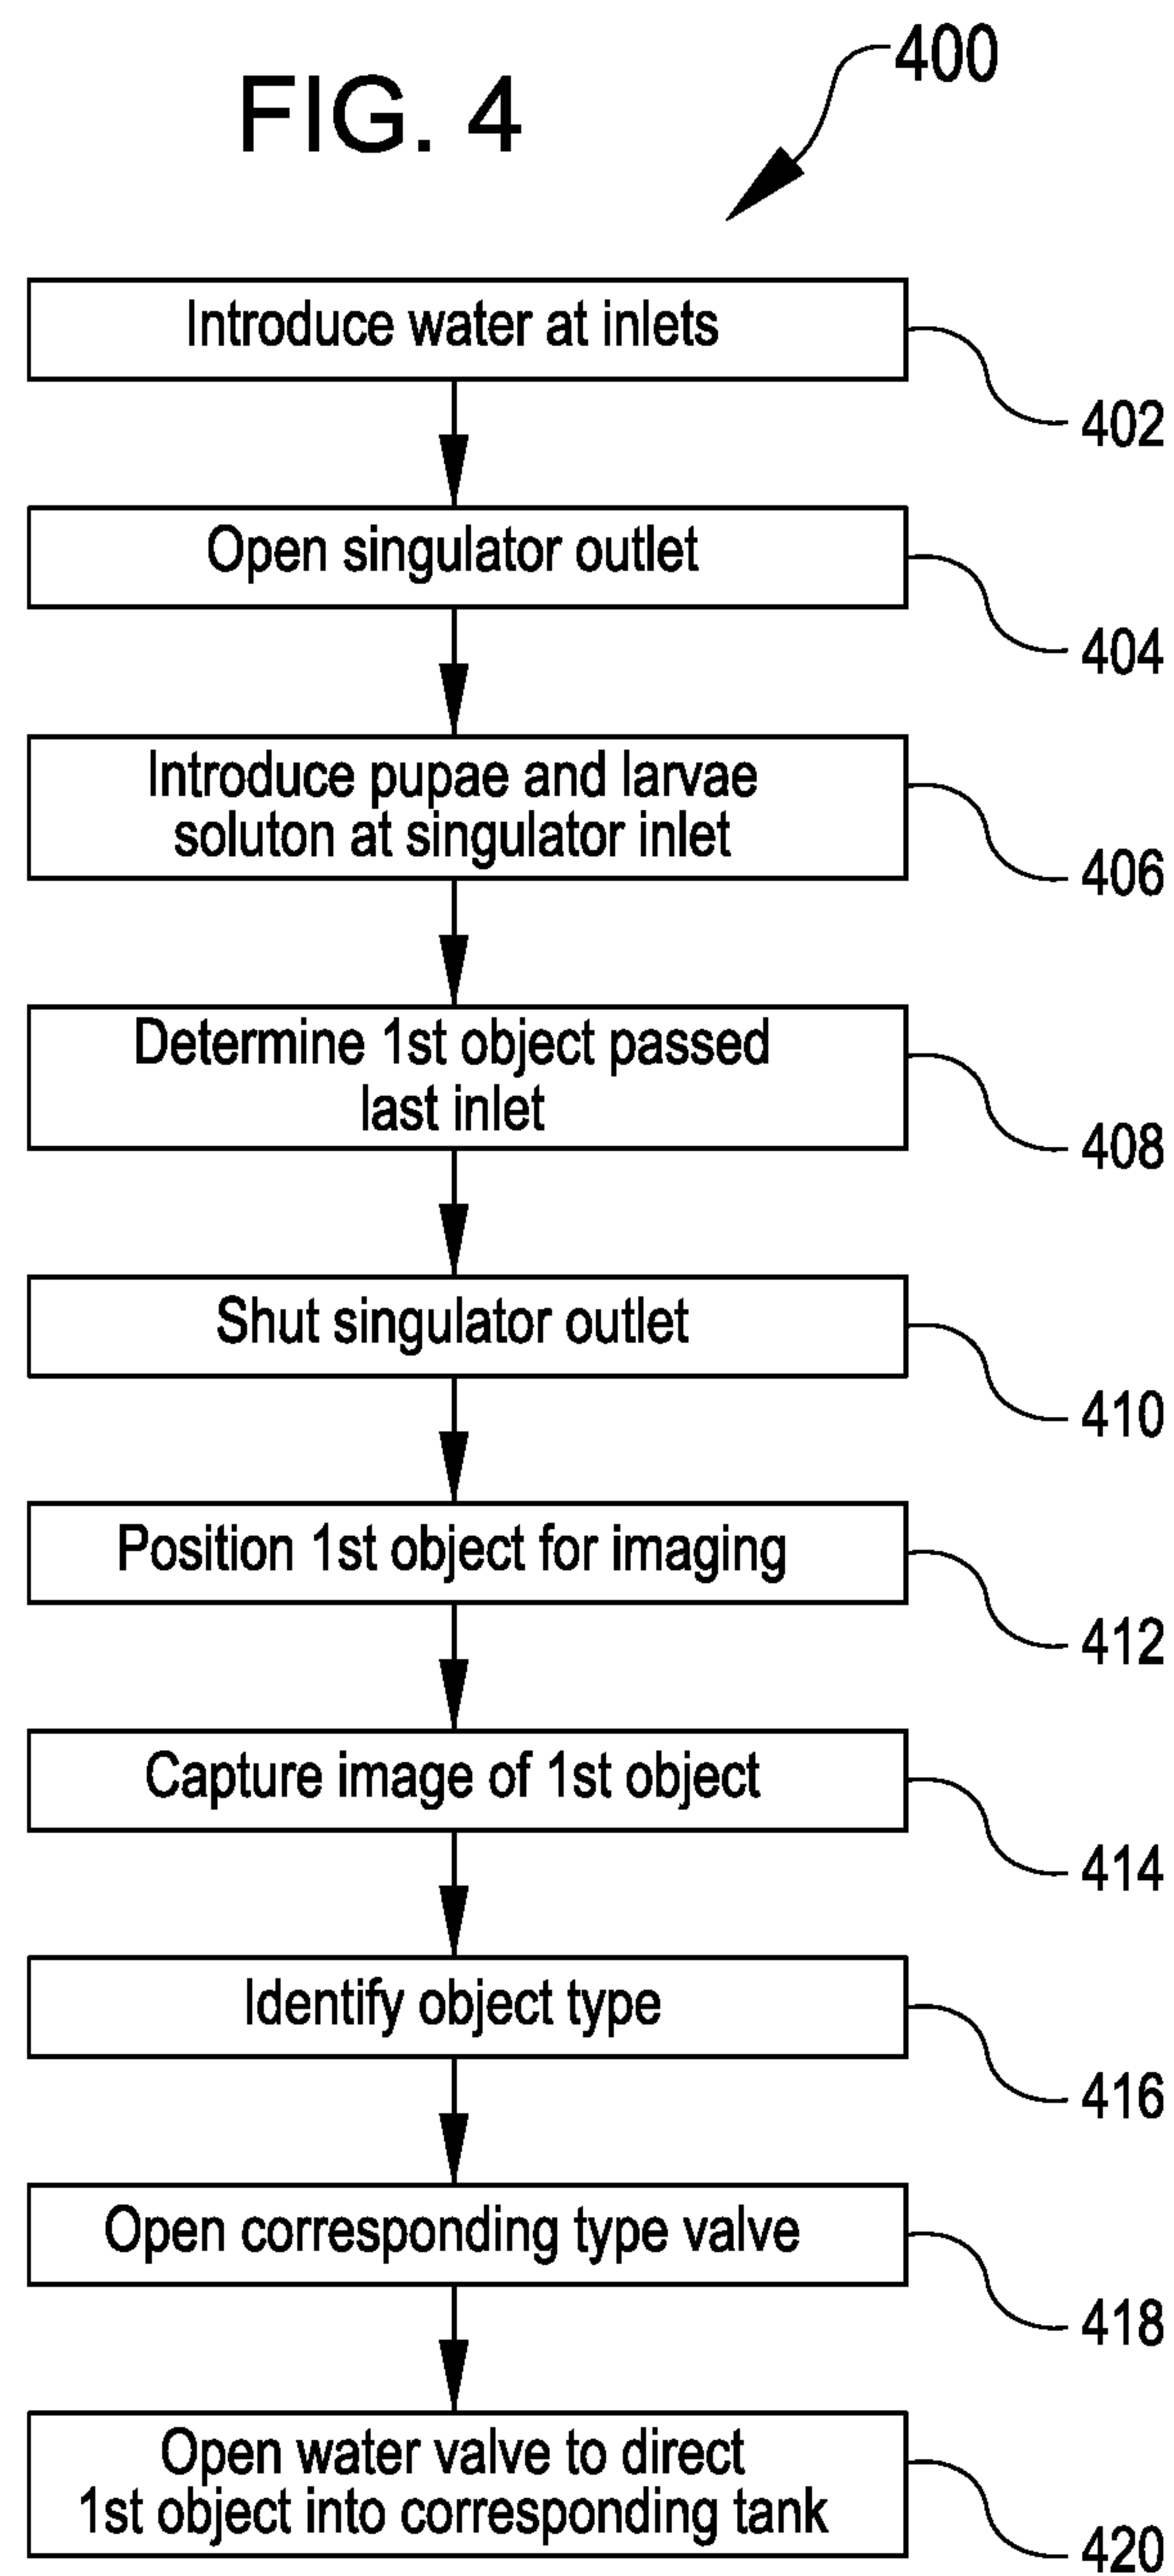 FIG. 4
400
Introduce water at inlets
402
Open singulator outlet
404
Introduce pupae and larvae
soluton at singulator inlet
406
Determine 1st object passed
last inlet
408
Shut singulator outlet
410
Position 1st object for imaging
412
Capture image of 1st object
414
Identify object type
416
Open corresponding type valve
418
Open water valve to direct
1st object into corresponding tank
420